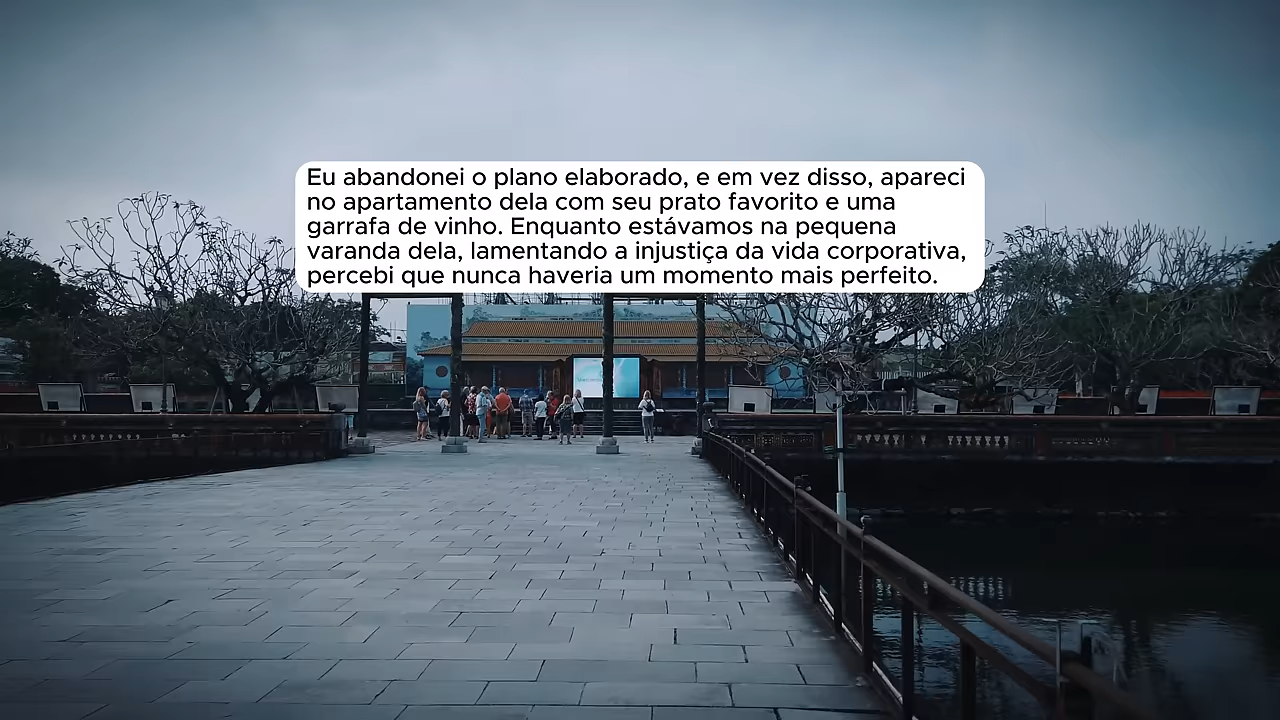 Eu abandonei o plano elaborado, e em vez disso, apareci
no apartamento dela com seu prato favorito e uma
garrafa de vinho. Enquanto estávamos na pequena
varanda dela, lamentando a injustiça da vida corporativa,
percebi que nunca haveria um momento mais perfeito.